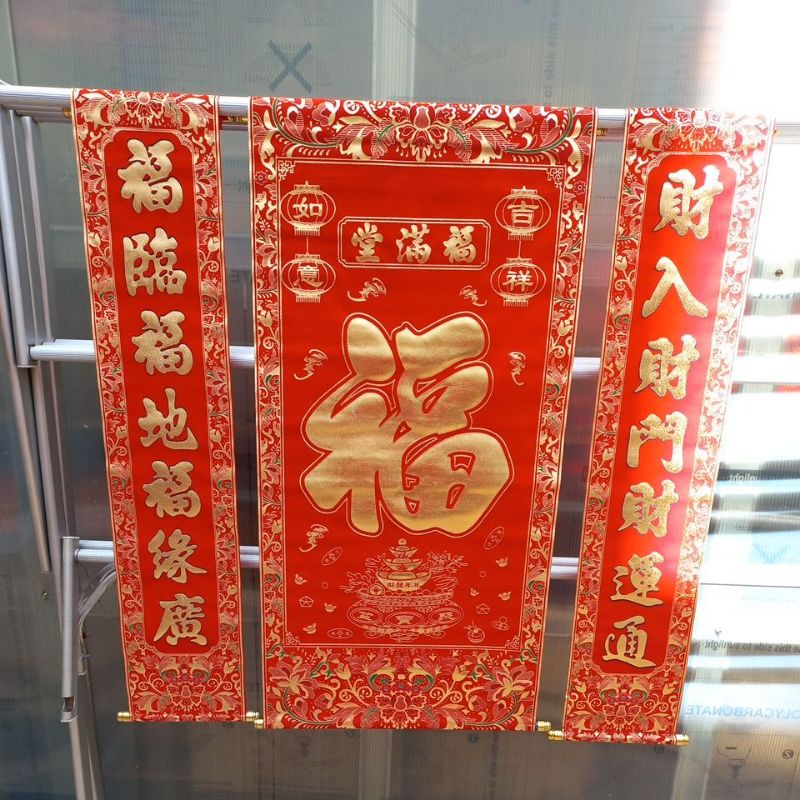 財入財門財運通
吉祥
福滿堂
如意
福
福臨福地福緣廣